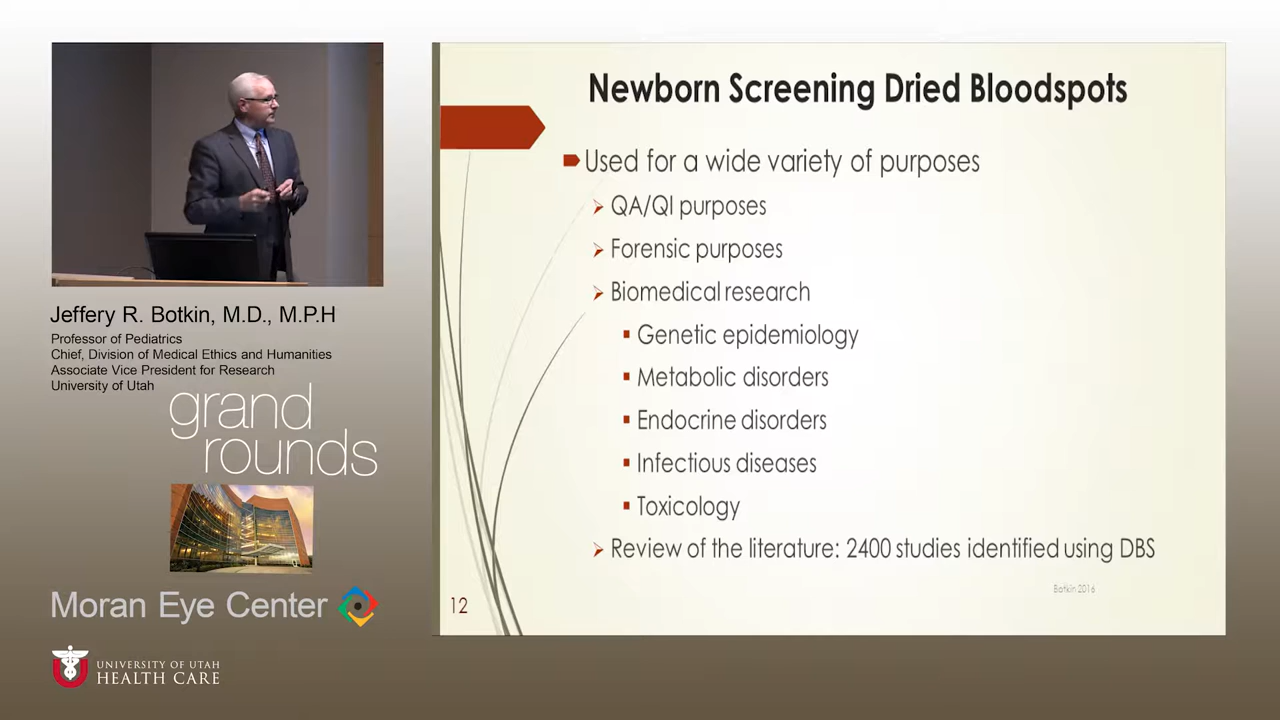 Newborn Screening Dried Bloodspots
Used for a wide variety of purposes
QA/QI purposes
Forensic purposes
Biomedical research
Genetic epidemiology
Metabolic disorders
Endocrine disorders
Infectious diseases
Toxicology
Review of the literature: 2400 studies identified using DBS
Botkin 2016
12
Jeffery R. Botkin, M.D., M.P.H
Professor of Pediatrics
Chief, Division of Medical Ethics and Humanities
Associate Vice President for Research
University of Utah
grand
rounds
Moran Eye Center
UNIVERSITY OF UTAH
HEALTH CARE